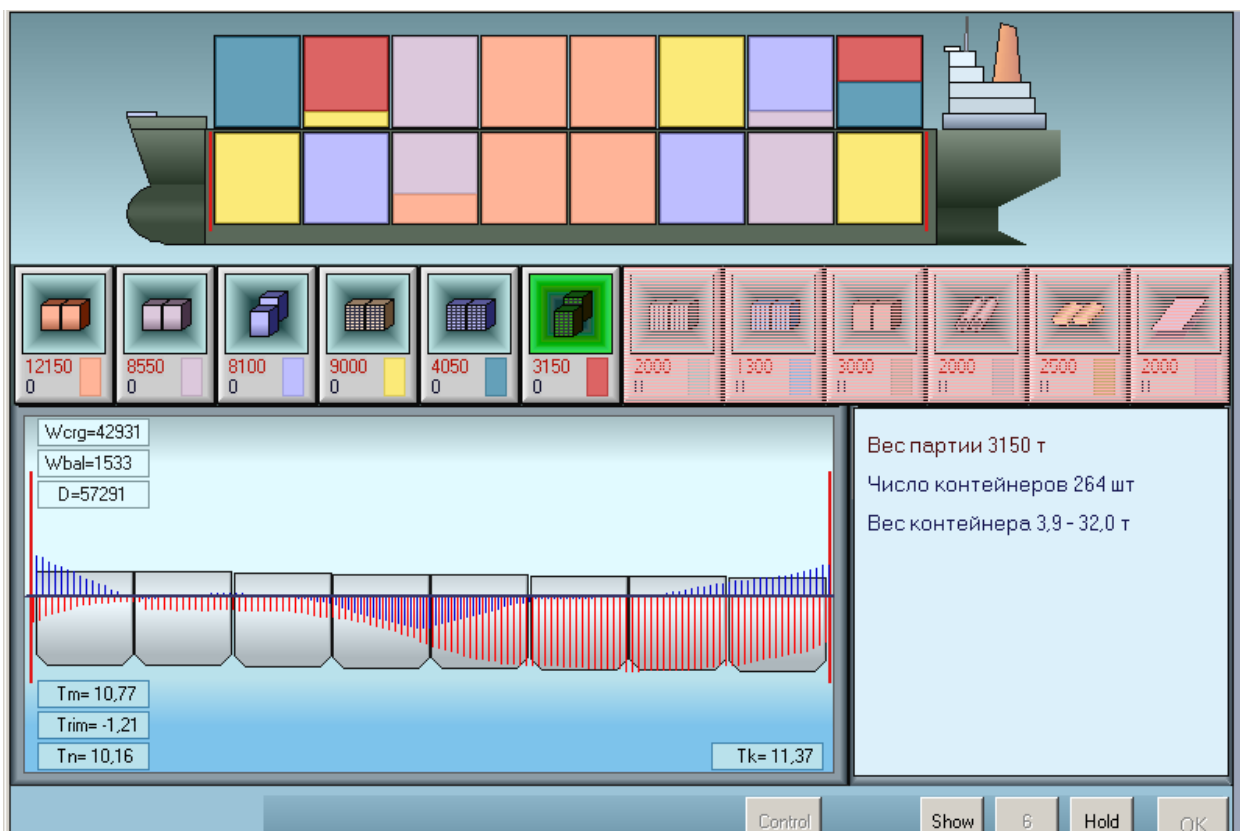 12150 8550 8100 9000 4050 3150 2000 1300 3000 2000 2500 2000
0 0 0 0 0 0
Wcrg=42931
Wbal=1533
D=57291
Tm= 10,77
Trim= -1,21
Tn= 10,16
Tk= 11,37
Вес партии 3150 т
Число контейнеров 264 шт
Вес контейнера 3,9 - 32,0 т
Control Show 6 Hold OK